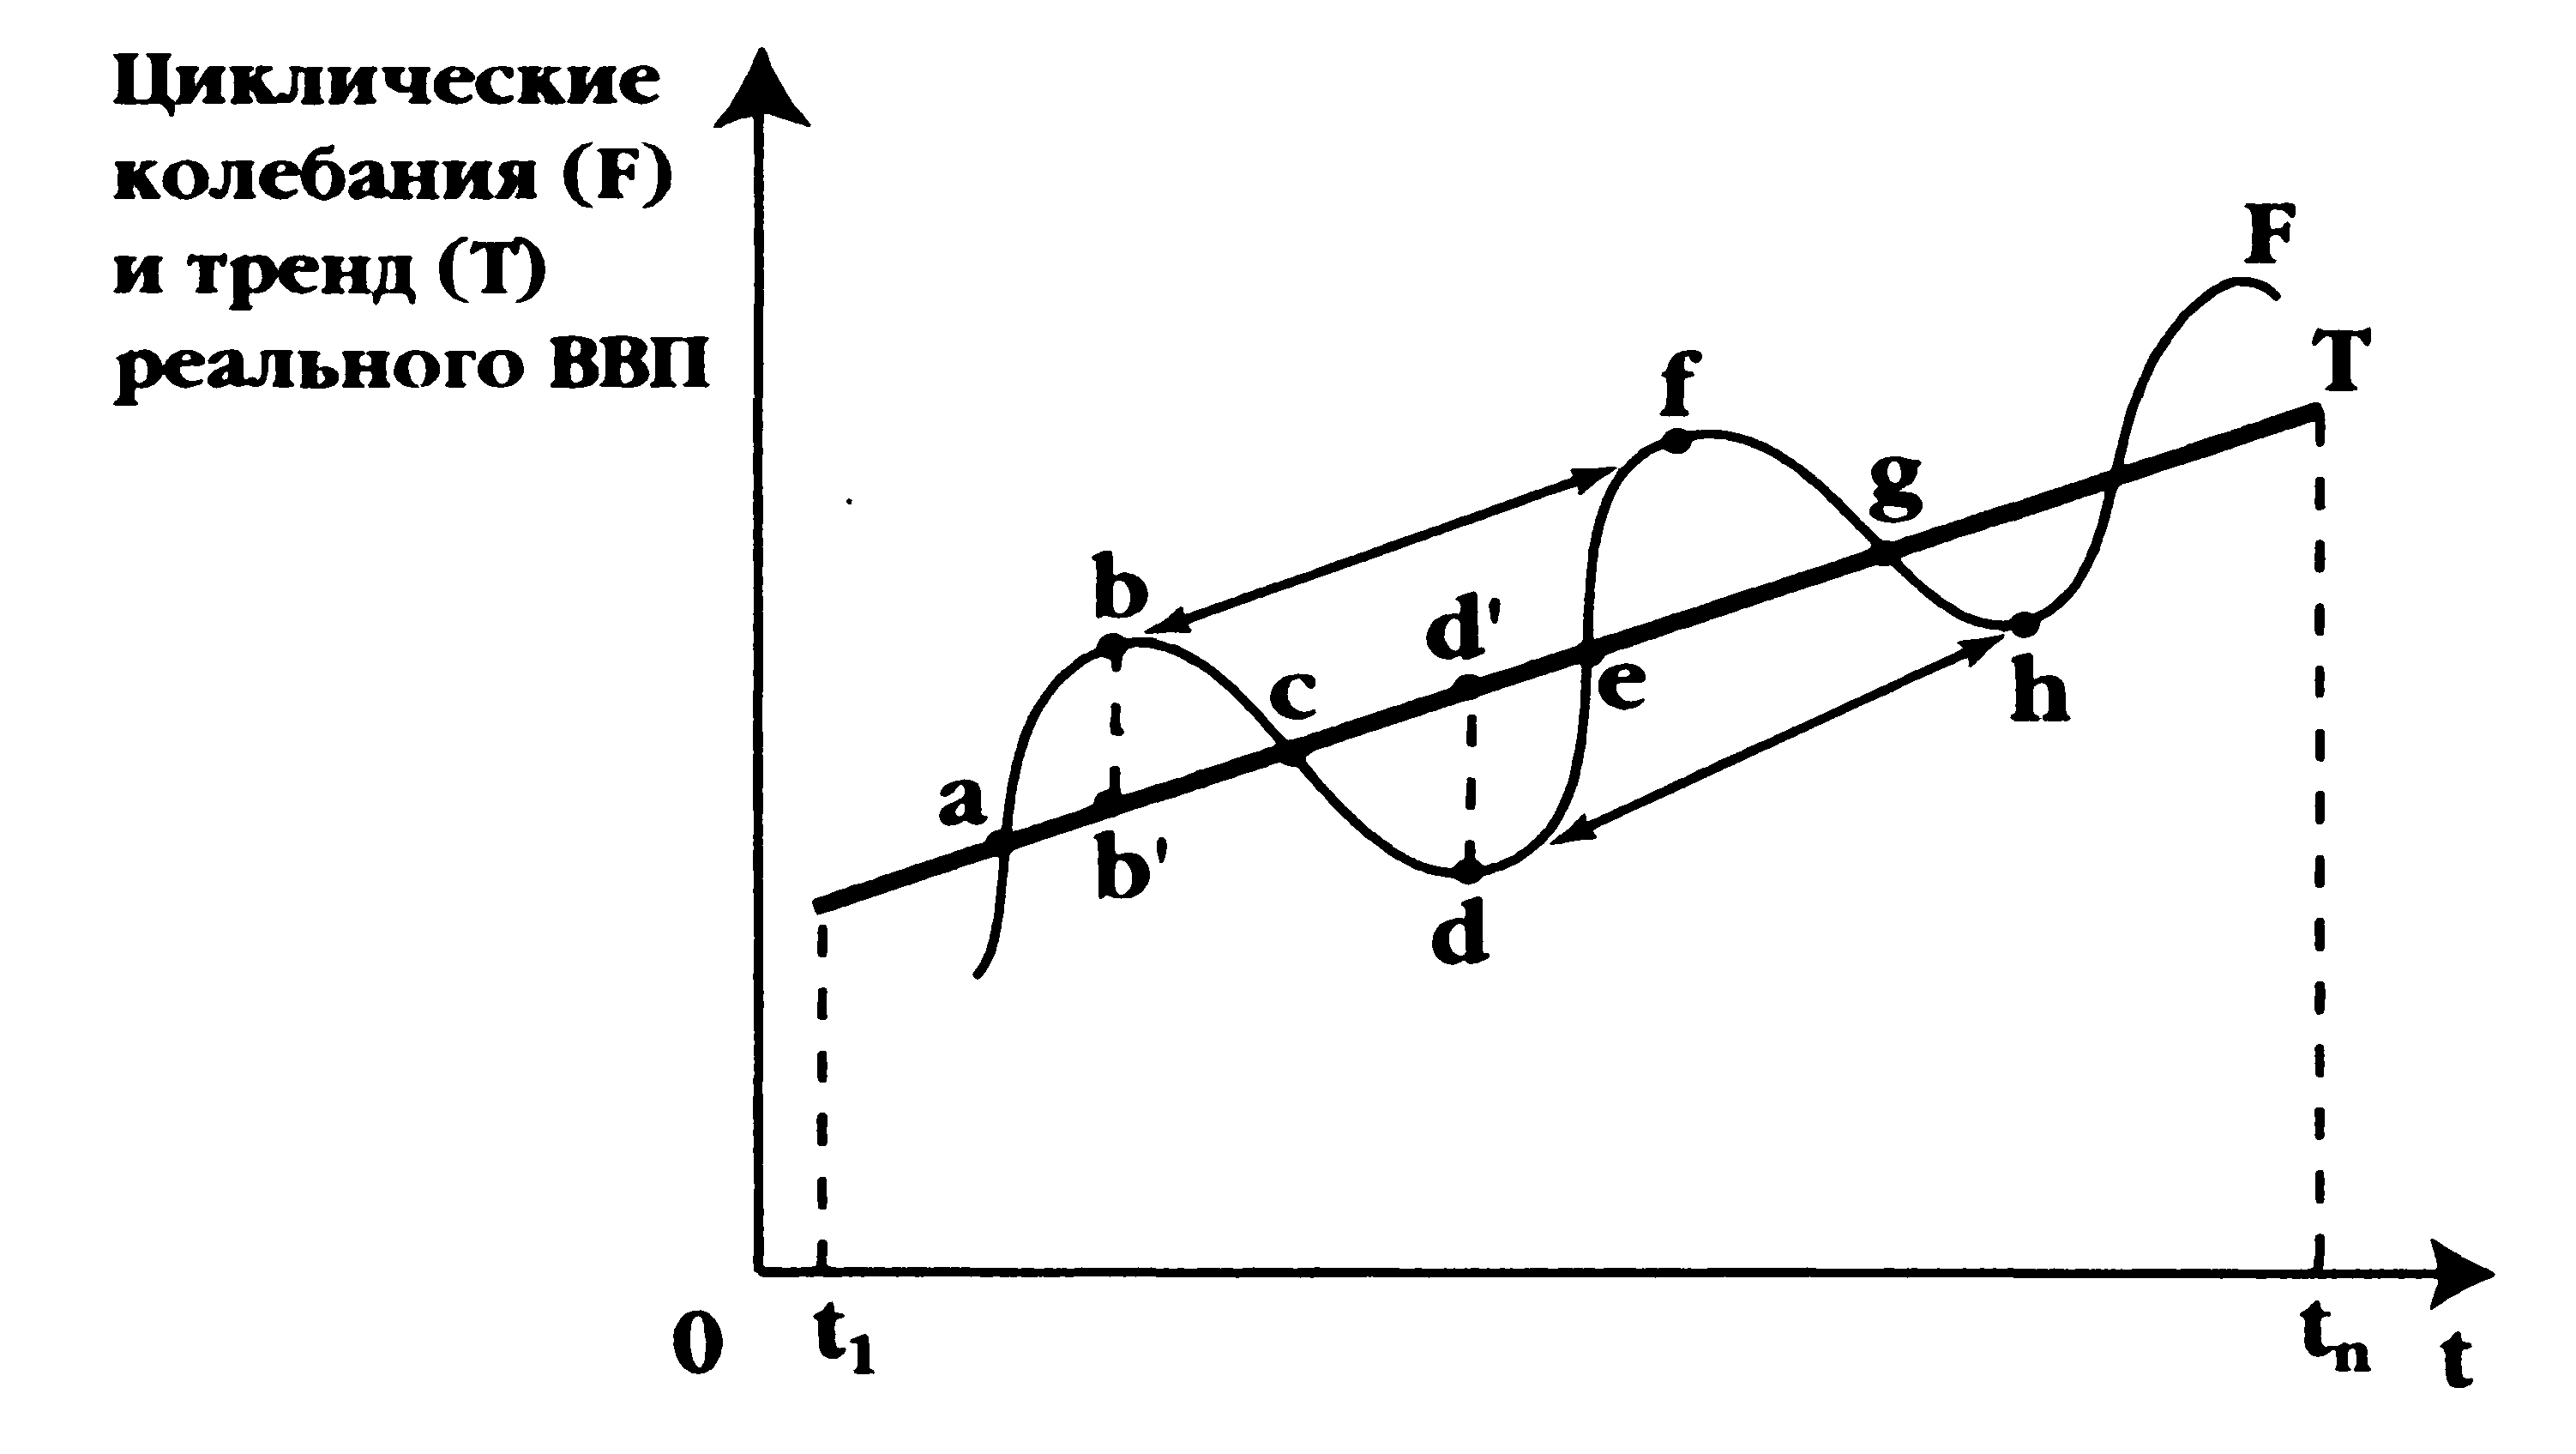 Циклические
колебания (F)
и тренд (T)
реального ВВП
F
T
f
g
b
d'
c
e
h
a
b'
d
0
t₁
tₙ
t